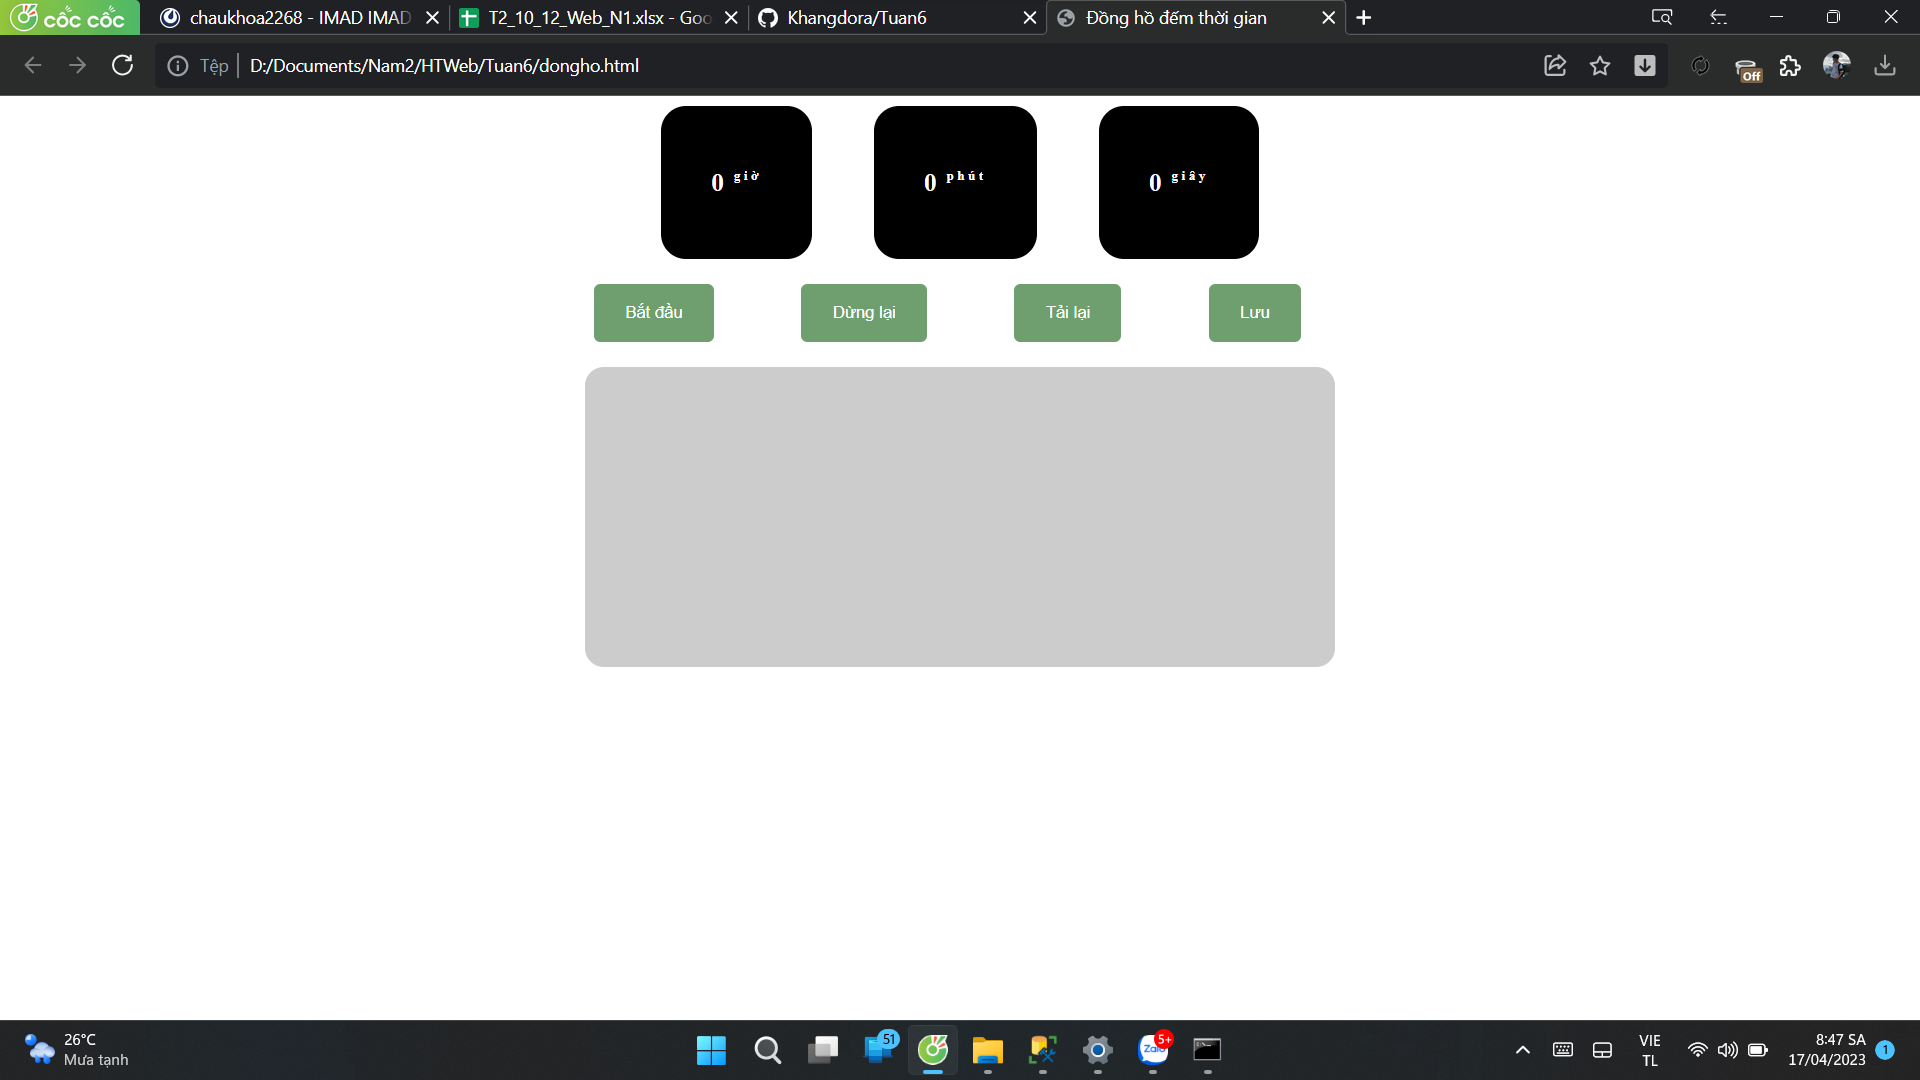 cốc cốc
chaukhoa2268 - IMAD IMAD
T2_10_12_Web_N1.xlsx - Goo
Khangdora/Tuan6
Đồng hồ đếm thời gian
Tệp
D:/Documents/Nam2/HTWeb/Tuan6/dongho.html
Off
0 giờ
0 phút
0 giây
Bắt đầu
Dừng lại
Tải lại
Lưu
26°C
Mưa tạnh
51
Zalo
5+
VIE
TL
8:47 SA
17/04/2023
1